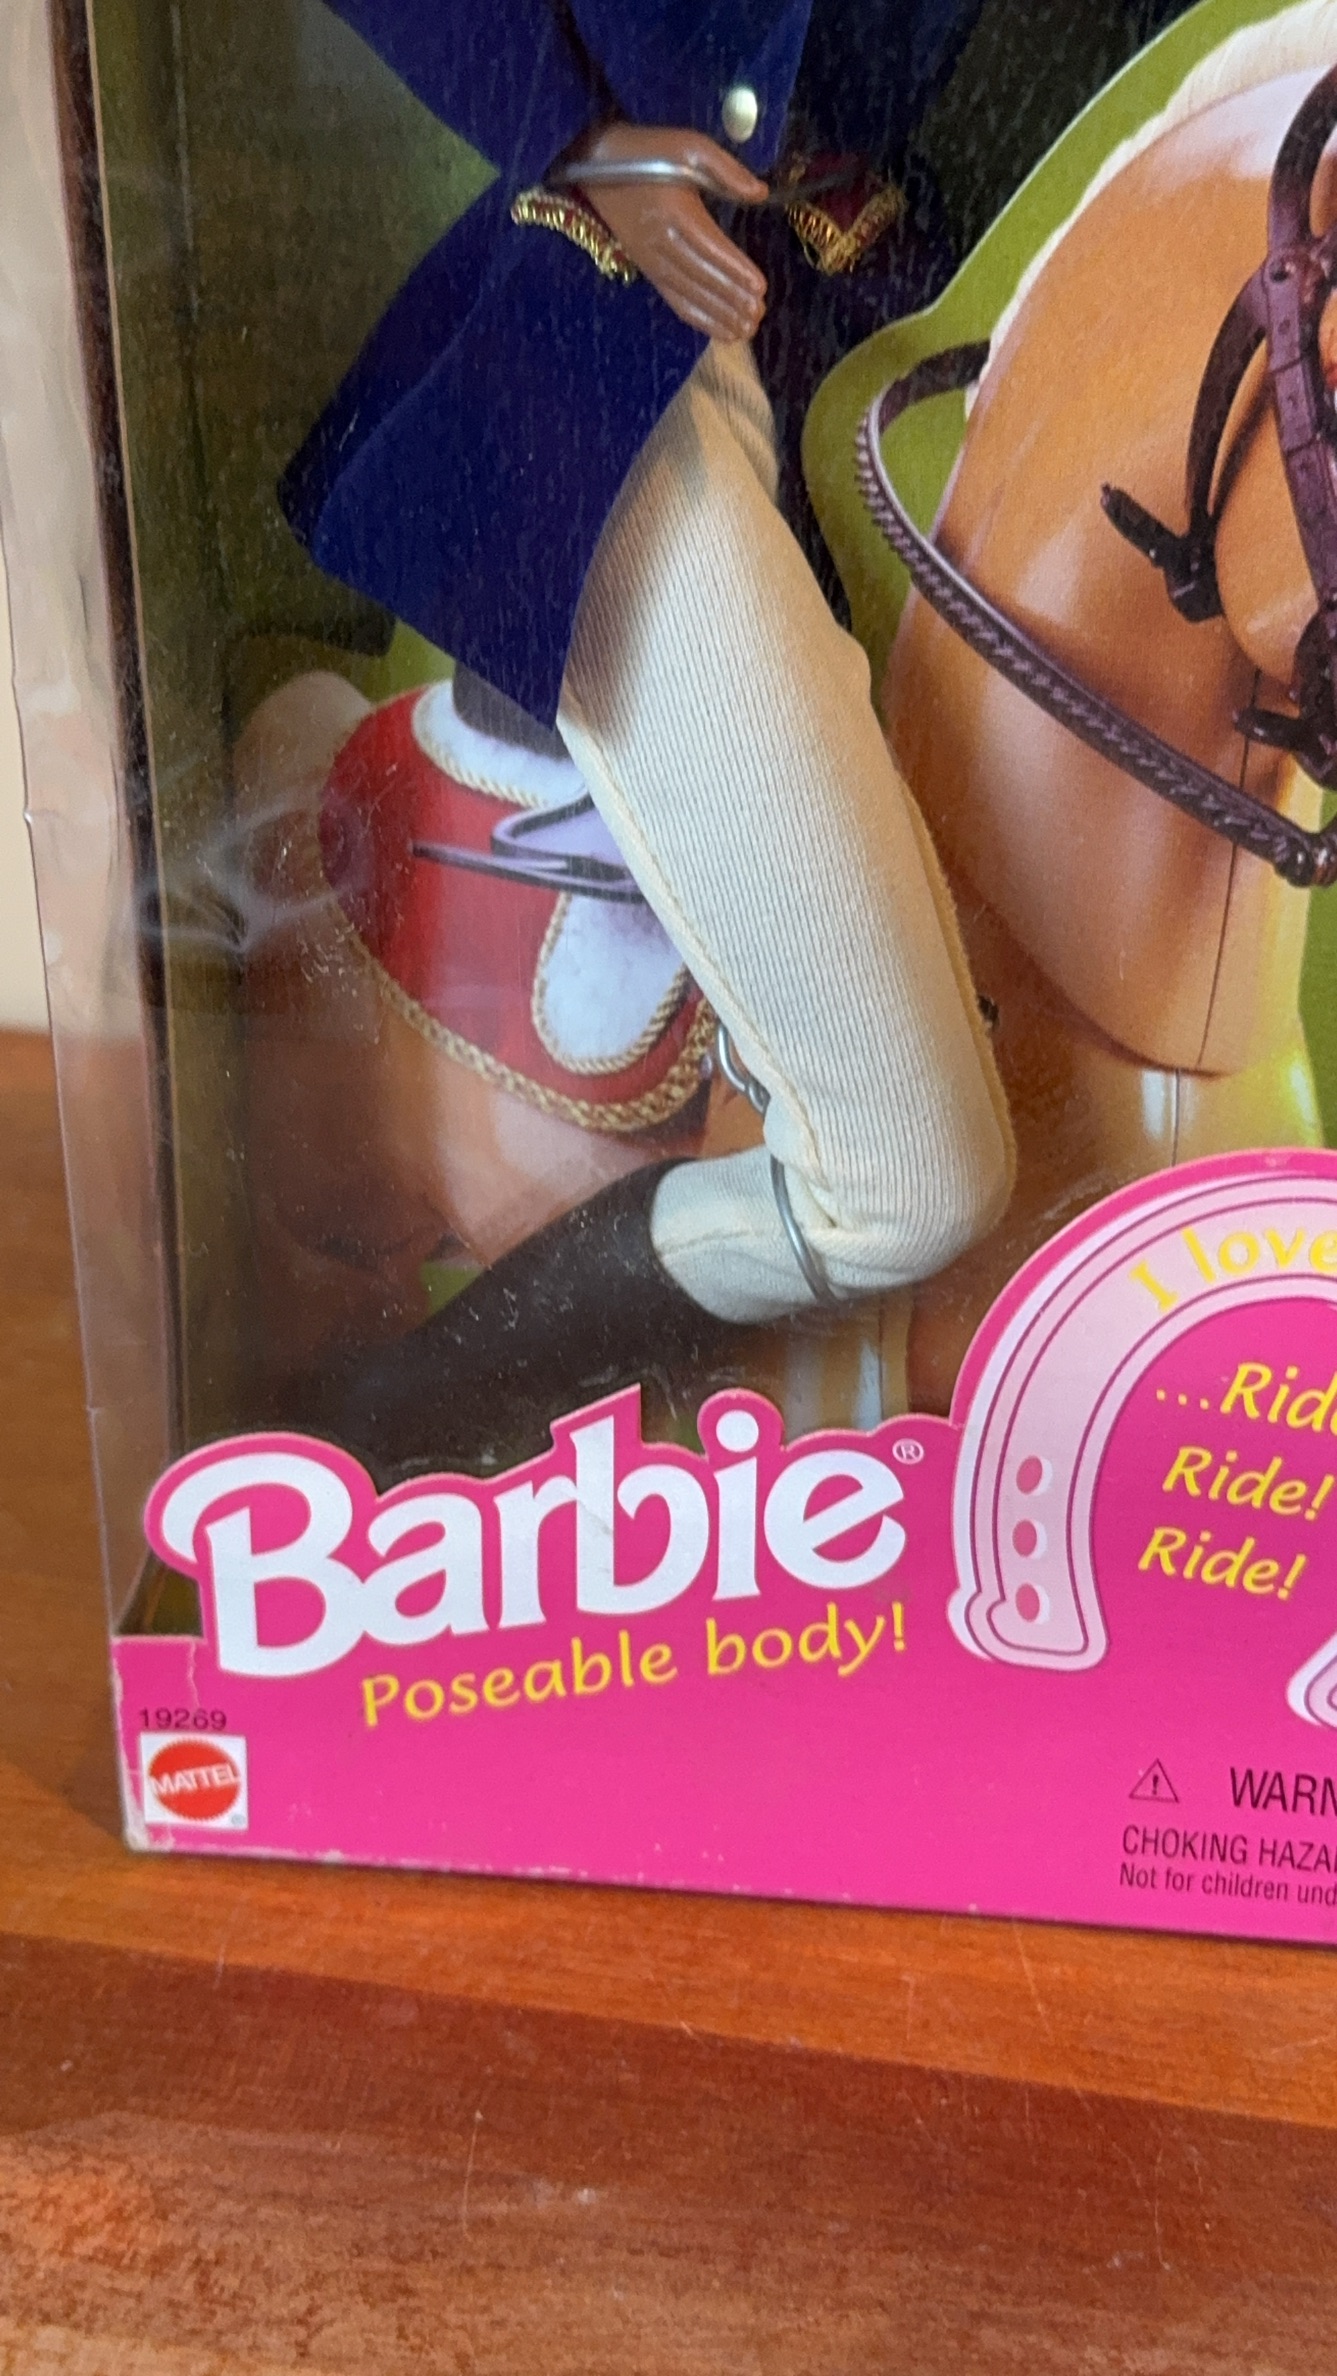 I love
...Ride
Ride!
Ride!
Barbie®
Poseable body!
19269
MATTEL
WARN
CHOKING HAZA
Not for children und